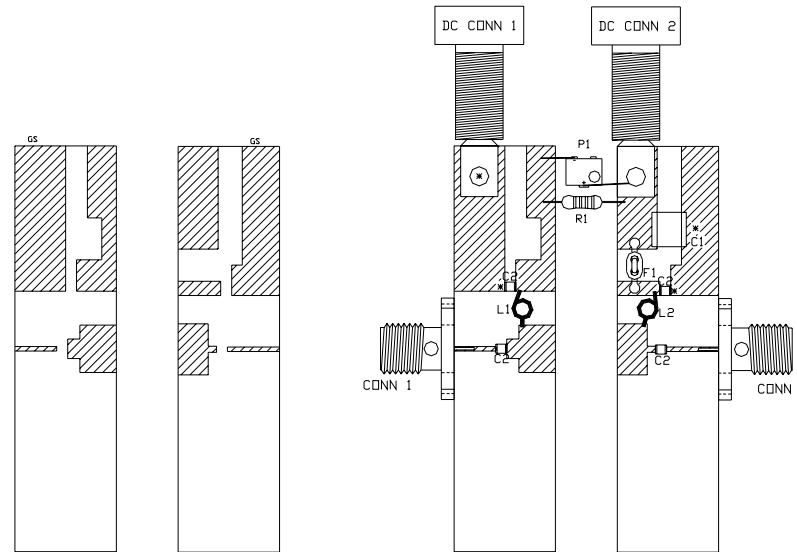 DC CONN 1
DC CONN 2
GS
GS
P1
R1
C1
C2
F1
C2
L1
L2
C2
C2
CONN 1
CONN